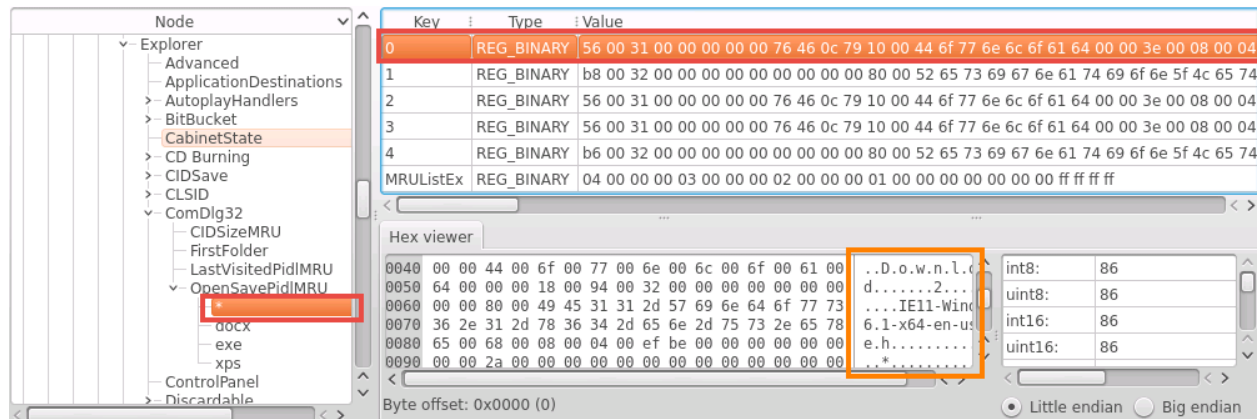 Node
Explorer
Advanced
ApplicationDestinations
AutoplayHandlers
BitBucket
CabinetState
CD Burning
CIDSave
CLSID
ComDlg32
CIDSizeMRU
FirstFolder
LastVisitedPidlMRU
OpenSavePidlMRU
*
docx
exe
xps
ControlPanel
Discardable
Key Type Value
0 REG_BINARY 56 00 31 00 00 00 00 00 76 46 0c 79 10 00 44 6f 77 6e 6c 6f 61 64 00 00 3e 00 08 00 04
1 REG_BINARY b8 00 32 00 00 00 00 00 00 00 00 00 80 00 52 65 73 69 67 6e 61 74 69 6f 6e 5f 4c 65 74
2 REG_BINARY 56 00 31 00 00 00 00 00 76 46 0c 79 10 00 44 6f 77 6e 6c 6f 61 64 00 00 3e 00 08 00 04
3 REG_BINARY 56 00 31 00 00 00 00 00 76 46 0c 79 10 00 44 6f 77 6e 6c 6f 61 64 00 00 3e 00 08 00 04
4 REG_BINARY b6 00 32 00 00 00 00 00 00 00 00 00 80 00 52 65 73 69 67 6e 61 74 69 6f 6e 5f 4c 65 74
MRUListEx REG_BINARY 04 00 00 00 03 00 00 00 02 00 00 00 01 00 00 00 00 00 00 00 ff ff ff ff
Hex viewer
0040 00 00 44 00 6f 00 77 00 6e 00 6c 00 6f 00 61 00 ..D.o.w.n.l.o
0050 64 00 00 00 18 00 94 00 32 00 00 00 00 00 00 00 d.......2....
0060 00 00 80 00 49 45 31 31 2d 57 69 6e 64 6f 77 73 ....IE11-Wind
0070 36 2e 31 2d 78 36 34 2d 65 6e 2d 75 73 2e 65 78 6.1-x64-en-us
0080 65 00 68 00 08 00 04 00 ef be 00 00 00 00 00 00 e.h..........
0090 00 00 2a 00 00 00 00 00 00 00 00 00 00 00 00 00 ..*..........
int8: 86
uint8: 86
int16: 86
uint16: 86
Byte offset: 0x0000 (0)
Little endian Big endian